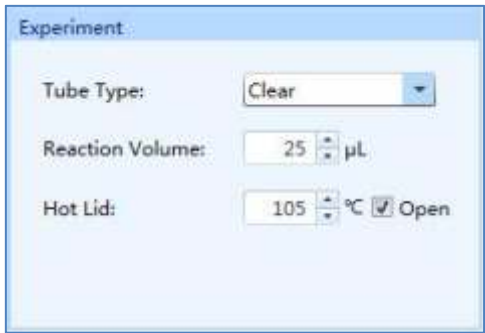 Experiment
Tube Type: Clear
Reaction Volume: 25 μL
Hot Lid: 105 ℃ Open